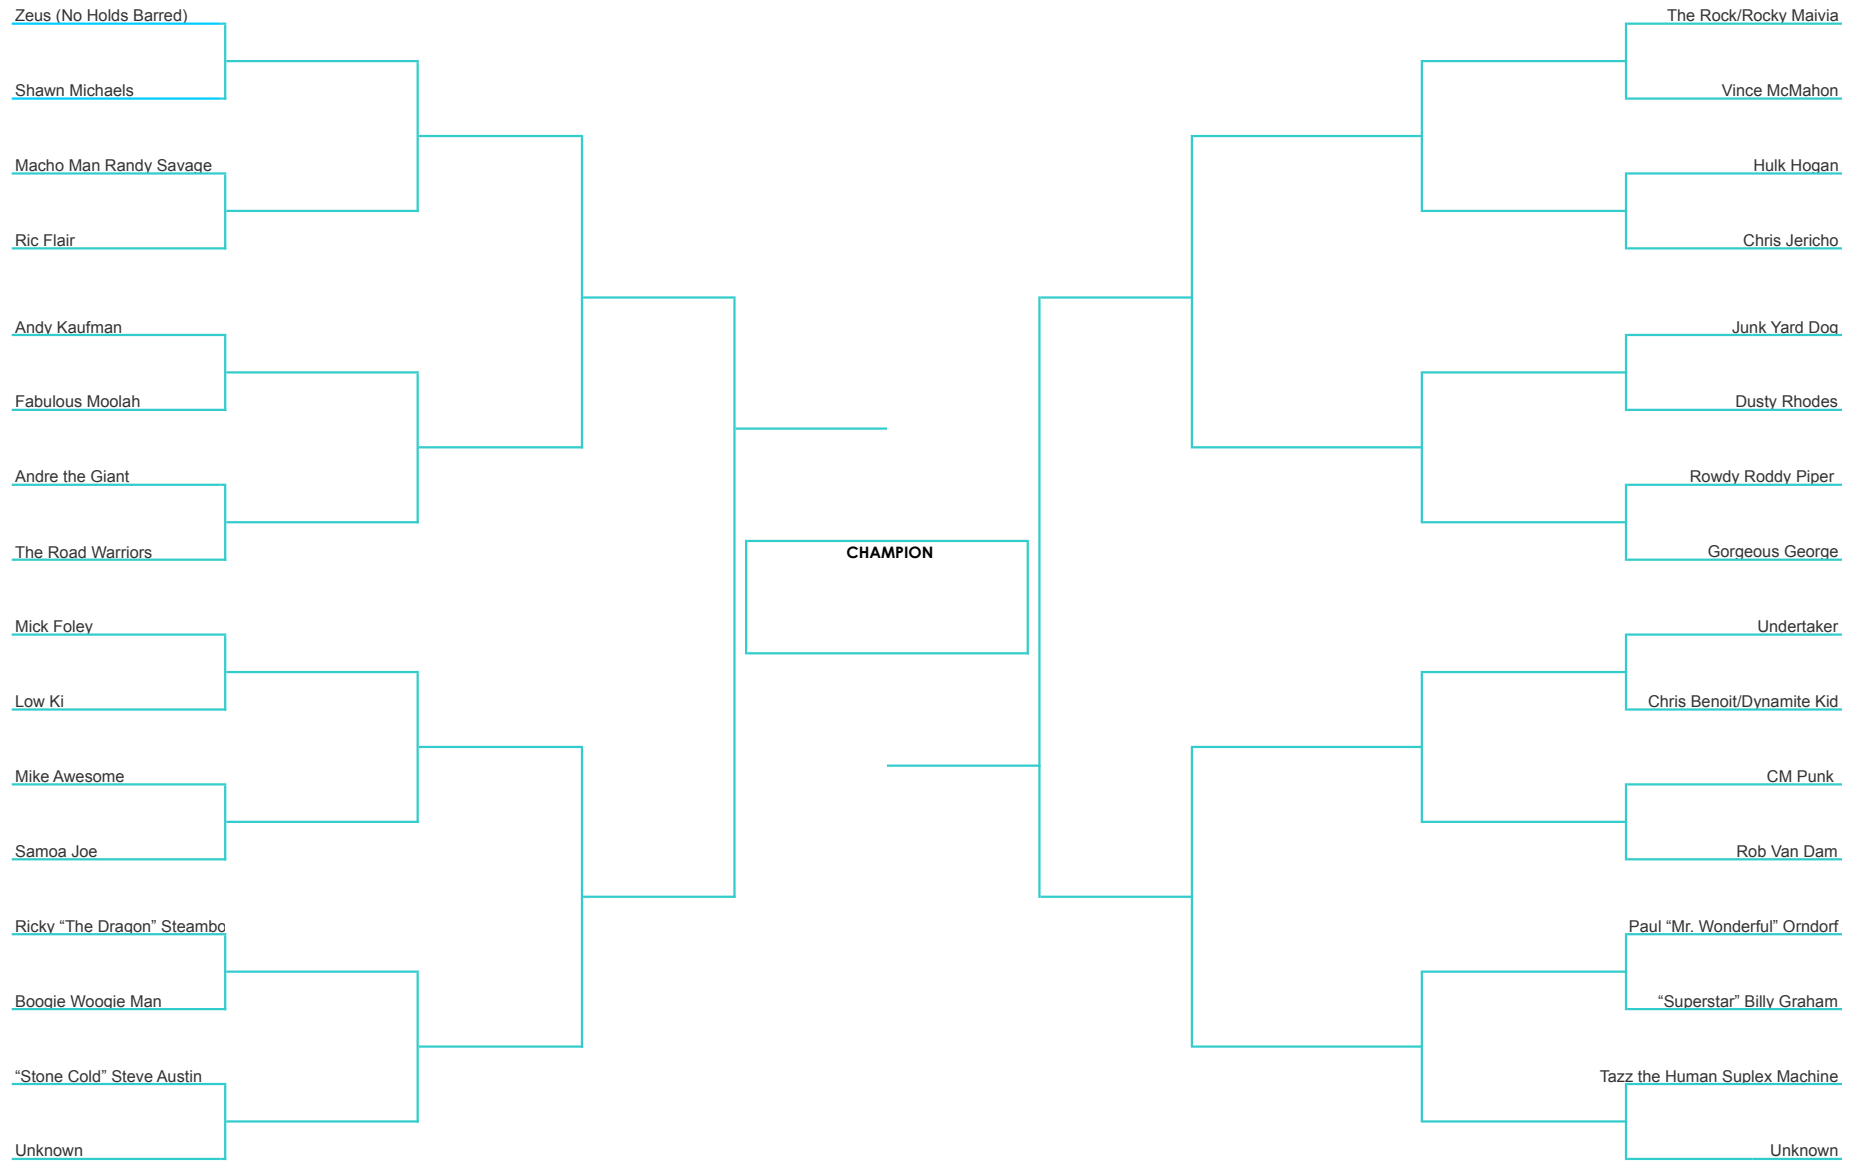 Zeus (No Holds Barred)
Shawn Michaels
Macho Man Randy Savage
Ric Flair
Andy Kaufman
Fabulous Moolah
Andre the Giant
The Road Warriors
Mick Foley
Low Ki
Mike Awesome
Samoa Joe
Ricky “The Dragon” Steambo
Boogie Woogie Man
“Stone Cold” Steve Austin
Unknown
CHAMPION
The Rock/Rocky Maivia
Vince McMahon
Hulk Hogan
Chris Jericho
Junk Yard Dog
Dusty Rhodes
Rowdy Roddy Piper
Gorgeous George
Undertaker
Chris Benoit/Dynamite Kid
CM Punk
Rob Van Dam
Paul “Mr. Wonderful” Orndorf
“Superstar” Billy Graham
Tazz the Human Suplex Machine
Unknown